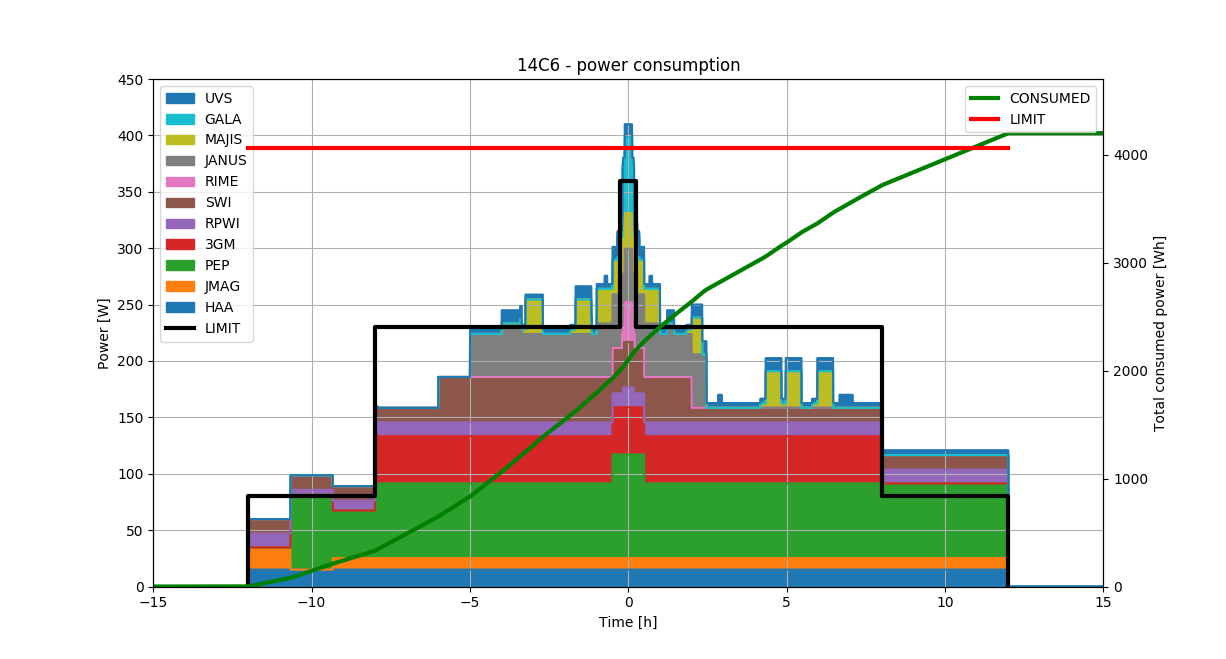 14C6 - power consumption
450
400
350
300
250
200
150
100
50
0
Power [W]
UVS
GALA
MAJIS
JANUS
RIME
SWI
RPWI
3GM
PEP
JMAG
HAA
LIMIT
CONSUMED
LIMIT
4000
3000
2000
1000
0
Total consumed power [Wh]
−15
−10
−5
0
5
10
15
Time [h]